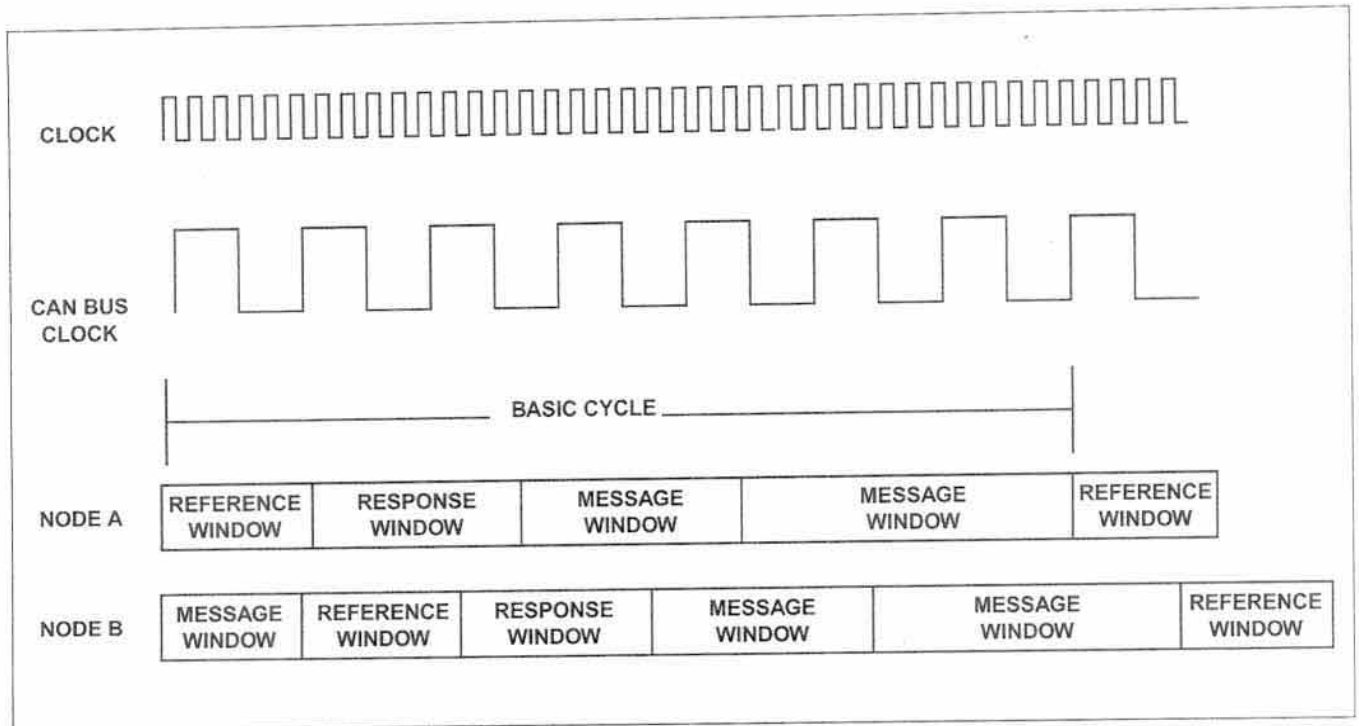 CLOCK
CAN BUS
CLOCK
BASIC CYCLE
NODE A
REFERENCE
WINDOW
RESPONSE
WINDOW
MESSAGE
WINDOW
MESSAGE
WINDOW
REFERENCE
WINDOW
NODE B
MESSAGE
WINDOW
REFERENCE
WINDOW
RESPONSE
WINDOW
MESSAGE
WINDOW
MESSAGE
WINDOW
REFERENCE
WINDOW